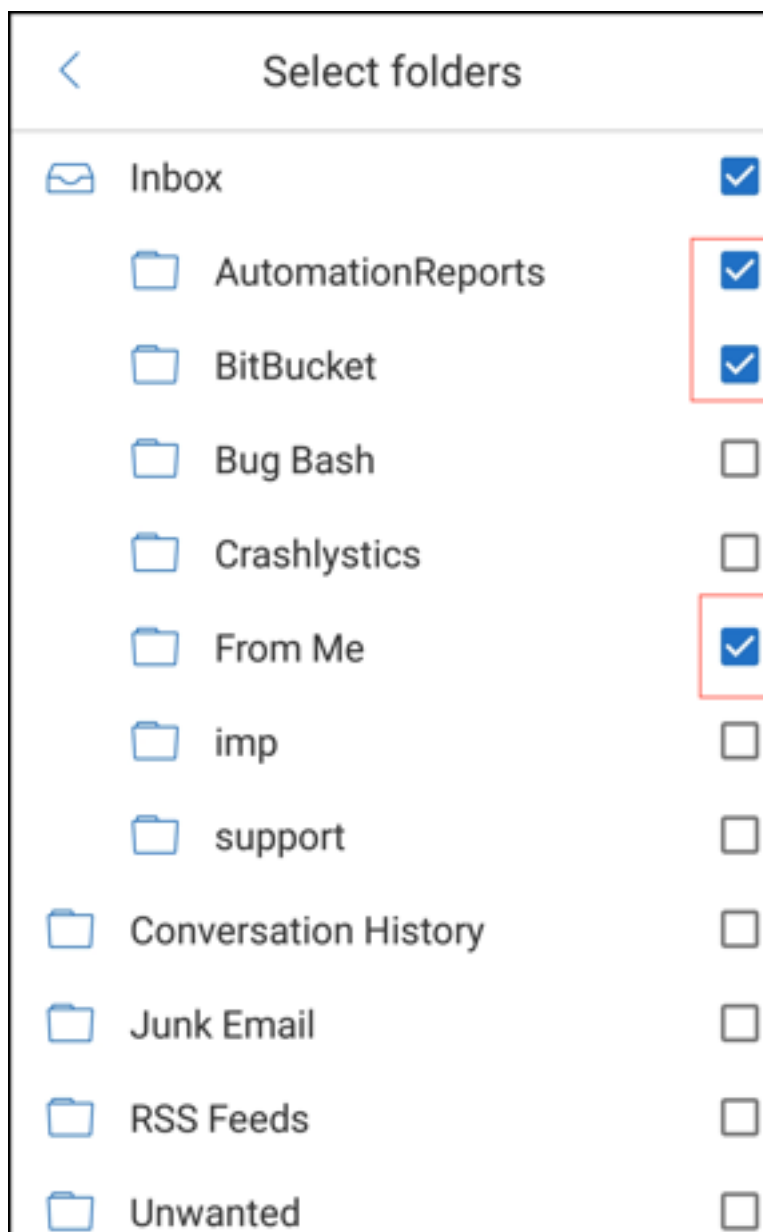 Select folders
Inbox
AutomationReports
BitBucket
Bug Bash
Crashlystics
From Me
imp
support
Conversation History
Junk Email
RSS Feeds
Unwanted